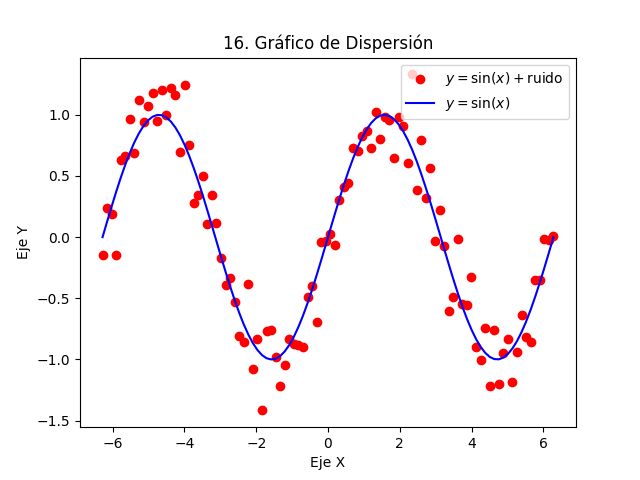 16. Gráfico de Dispersión
y = sin(x) + ruido
y = sin(x)
Eje Y
1.0
0.5
0.0
−0.5
−1.0
−1.5
−6 −4 −2 0 2 4 6
Eje X